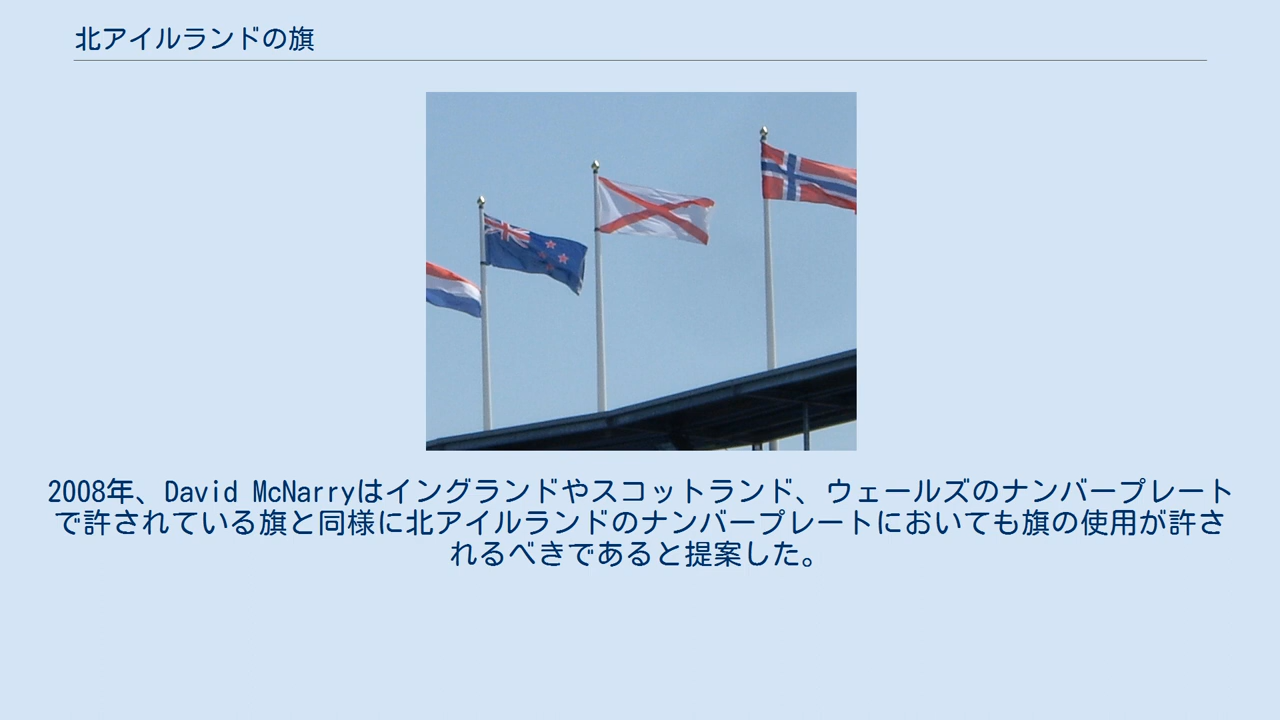 北アイルランドの旗
2008年、David McNarryはイングランドやスコットランド、ウェールズのナンバープレート
で許されている旗と同様に北アイルランドのナンバープレートにおいても旗の使用が許さ
れるべきであると提案した。